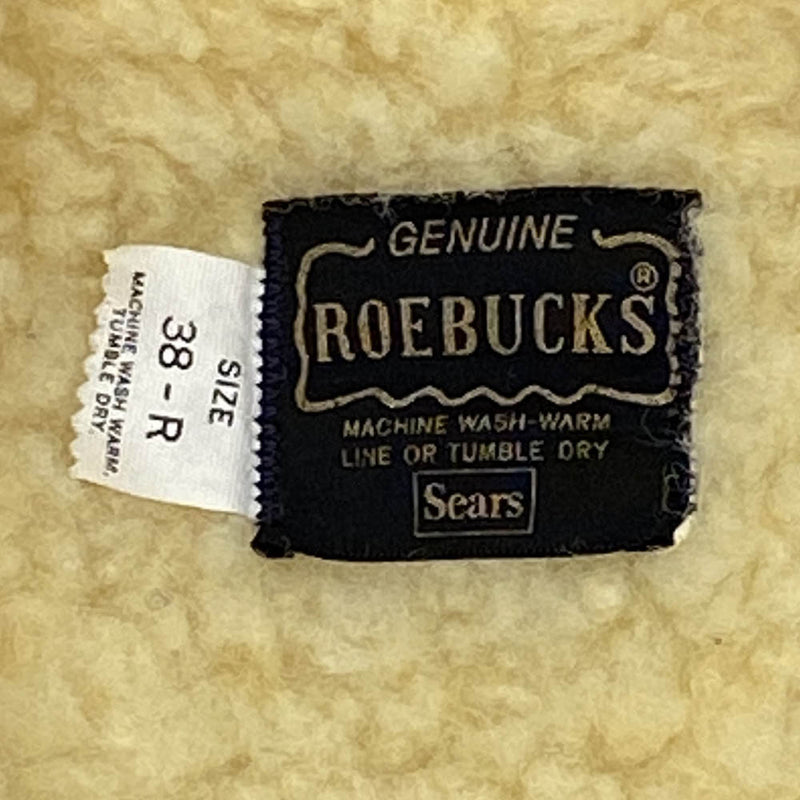 GENUINE
ROEBUCKS®
MACHINE WASH-WARM
LINE OR TUMBLE DRY
Sears
SIZE
38-R
MACHINE WASH WARM,
TUMBLE DRY.